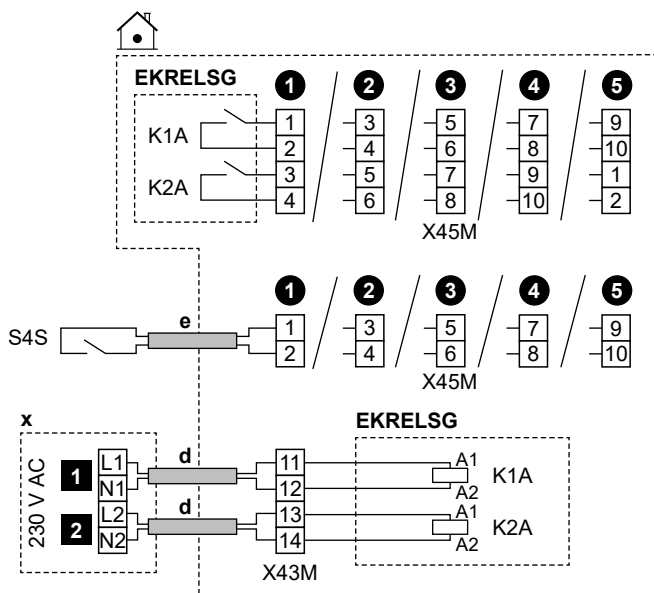 EKRELSG 1 2 3 4 5
K1A 1 3 5 7 9
2 4 6 8 10
K2A 3 5 7 9 1
4 6 8 10 2
X45M
1 2 3 4 5
e
S4S 1 3 5 7 9
2 4 6 8 10
X45M
x EKRELSG
230 V AC
1 L1 d 11 A1 K1A
N1 12 A2
2 L2 d 13 A1 K2A
N2 14 A2
X43M